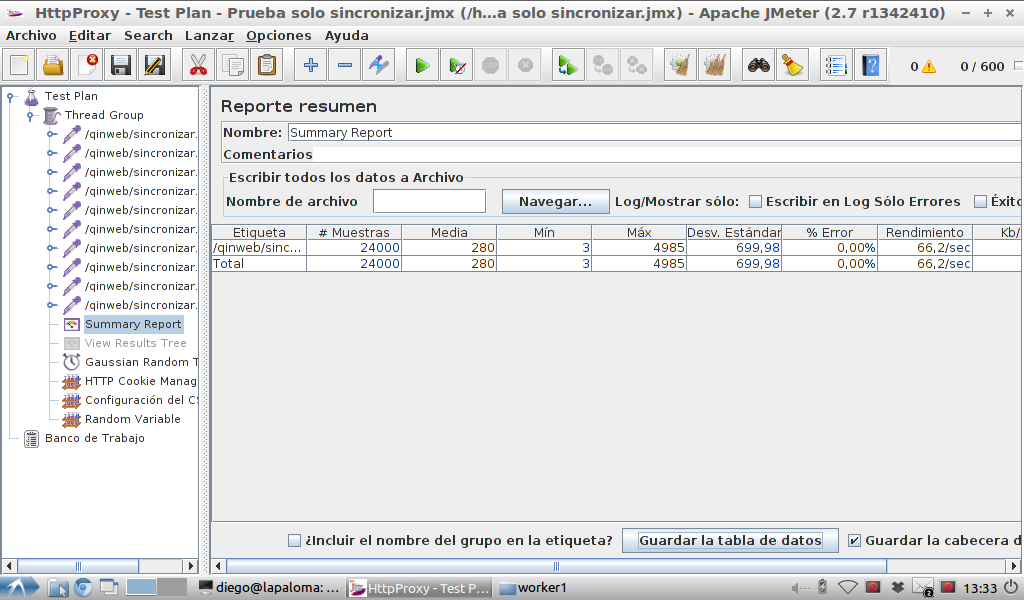 HttpProxy - Test Plan - Prueba solo sincronizar.jmx (/h...a solo sincronizar.jmx) - Apache JMeter (2.7 r1342410)
Archivo Editar Search Lanzar Opciones Ayuda
0 0 / 600
Test Plan
Thread Group
/qinweb/sincronizar.
/qinweb/sincronizar.
/qinweb/sincronizar.
/qinweb/sincronizar.
/qinweb/sincronizar.
/qinweb/sincronizar.
/qinweb/sincronizar.
/qinweb/sincronizar.
/qinweb/sincronizar.
/qinweb/sincronizar.
Summary Report
View Results Tree
Gaussian Random T
HTTP Cookie Manag
Configuración del CS
Random Variable
Banco de Trabajo
Reporte resumen
Nombre: Summary Report
Comentarios
Escribir todos los datos a Archivo
Nombre de archivo Navegar... Log/Mostrar sólo: Escribir en Log Sólo Errores Éxito
Etiqueta # Muestras Media Mín Máx Desv. Estándar % Error Rendimiento Kb/
/qinweb/sinc... 24000 280 3 4985 699,98 0,00% 66,2/sec
Total 24000 280 3 4985 699,98 0,00% 66,2/sec
¿Incluir el nombre del grupo en la etiqueta? Guardar la tabla de datos Guardar la cabecera d
diego@lapaloma: ... HttpProxy - Test P... worker1 2 13:33